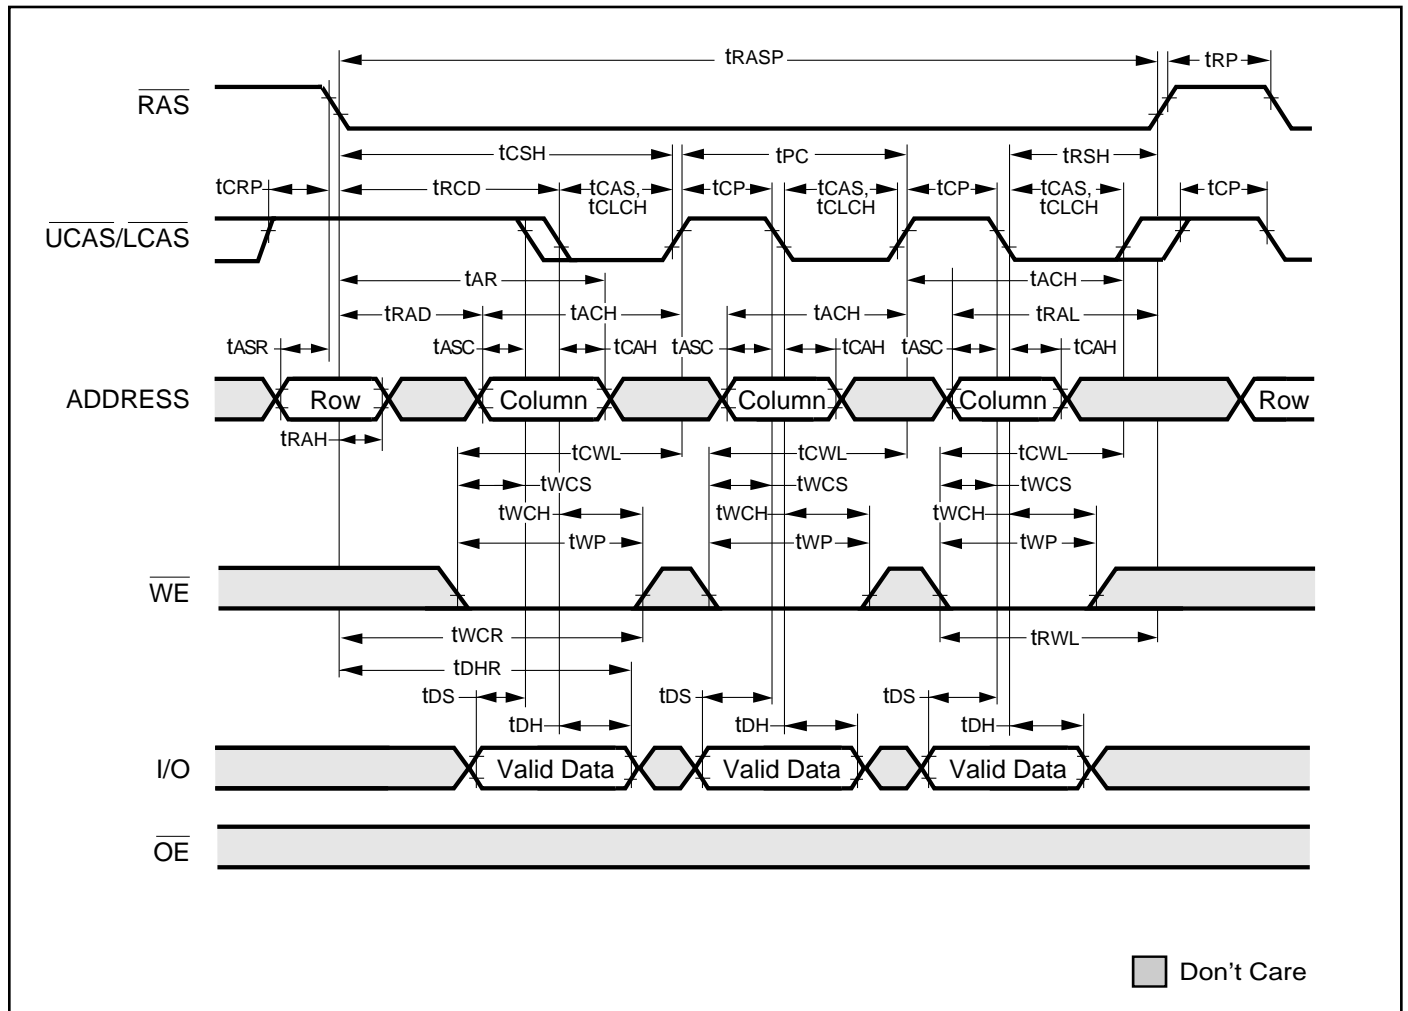 tRASP tRP
RAS
tCSH tPC tRSH
tCRP tRCD tCAS, tCLCH tCP tCAS, tCLCH tCP tCAS, tCLCH tCP
UCAS/LCAS
tAR tACH
tRAD tACH tACH tRAL
tASR tASC tCAH tASC tCAH tASC tCAH
ADDRESS Row Column Column Column Row
tRAH
tCWL tCWL tCWL
tWCS tWCS tWCS
tWCH tWCH tWCH
tWP tWP tWP
WE
tWCR tRWL
tDHR
tDS tDS tDS
tDH tDH tDH
I/O Valid Data Valid Data Valid Data
OE
Don't Care